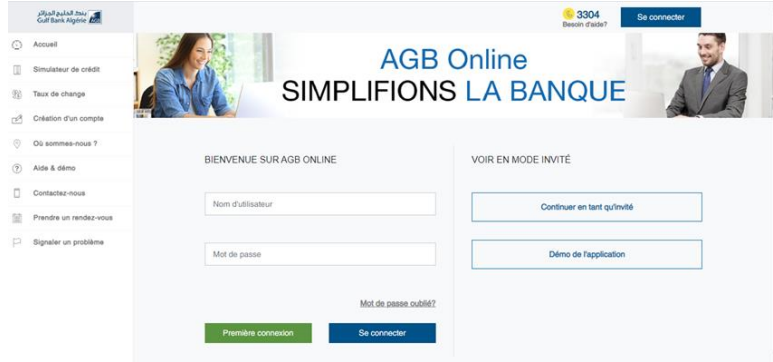 بنك الخليج الجزائر
Gulf Bank Algérie
3304
Besoin d'aide?
Se connecter
Accueil
Simulateur de crédit
Taux de change
Création d'un compte
Où sommes-nous ?
Aide & démo
Contactez-nous
Prendre un rendez-vous
Signaler un problème
AGB Online
SIMPLIFIONS LA BANQUE
BIENVENUE SUR AGB ONLINE
Nom d'utilisateur
Mot de passe
Mot de passe oublié?
Première connexion
Se connecter
VOIR EN MODE INVITÉ
Continuer en tant qu'invité
Démo de l'application